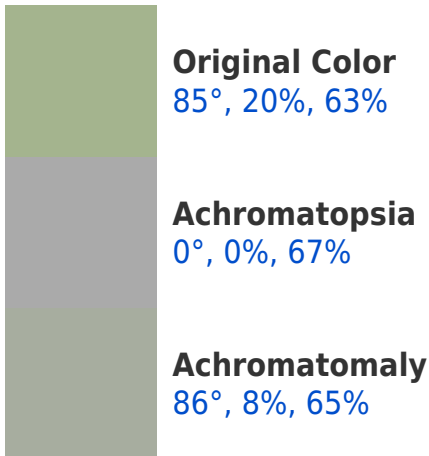 Original Color
85°, 20%, 63%
Achromatopsia
0°, 0%, 67%
Achromatomaly
86°, 8%, 65%